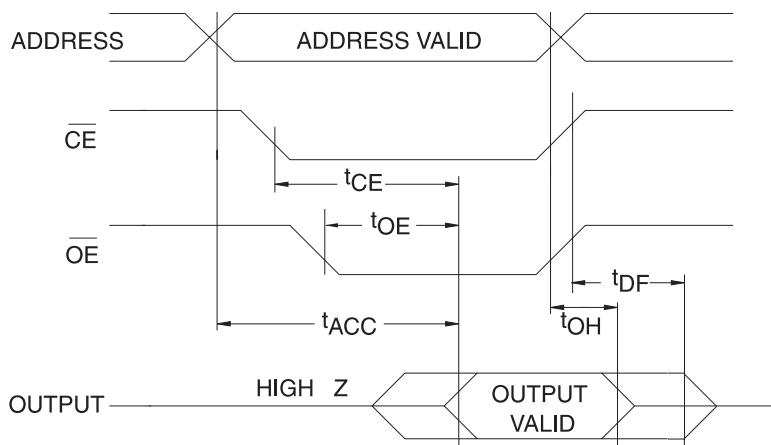 ADDRESS
ADDRESS VALID
CE
tCE
OE
tOE
tDF
tACC
tOH
OUTPUT
HIGH Z
OUTPUT
VALID